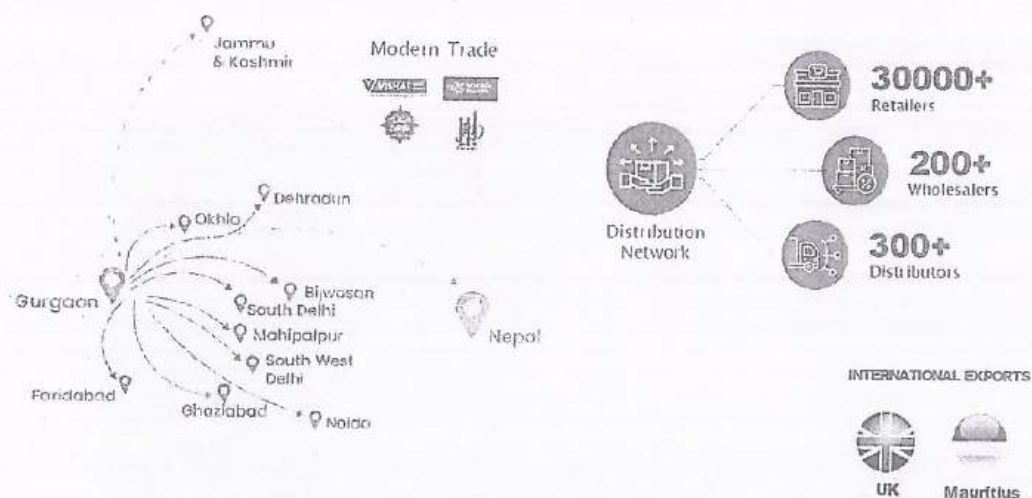 Jammu
& Kashmir
Modern Trade
VISHAL
30000+
Retailers
200+
Wholesalers
Distribution
Network
300+
Distributors
Dehradun
Okhla
Gurgaon
Bijwasan
South Delhi
Mahipalpur
South West
Delhi
Faridabad
Ghaziabad
Noida
Nepal
INTERNATIONAL EXPORTS
UK
Mauritius